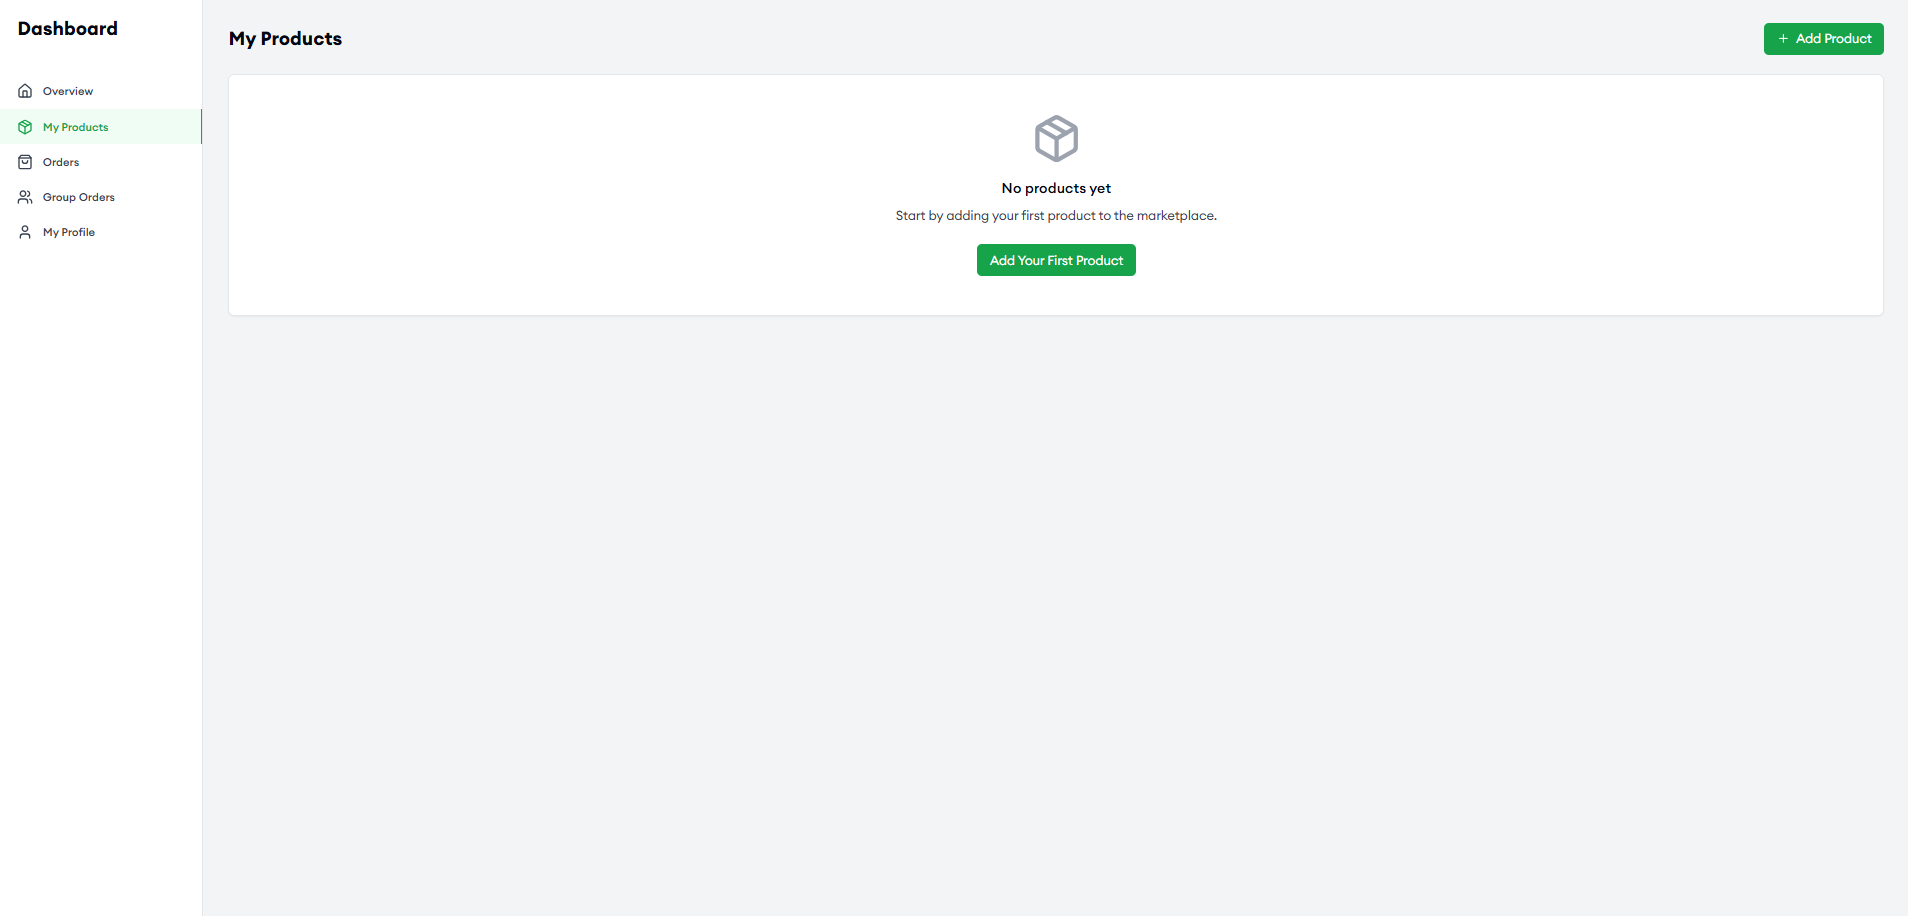 Dashboard
Overview
My Products
Orders
Group Orders
My Profile
My Products
+ Add Product
No products yet
Start by adding your first product to the marketplace.
Add Your First Product